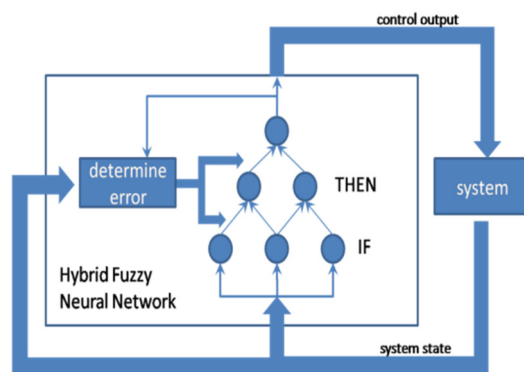 control output
determine
error
THEN
system
IF
Hybrid Fuzzy
Neural Network
system state